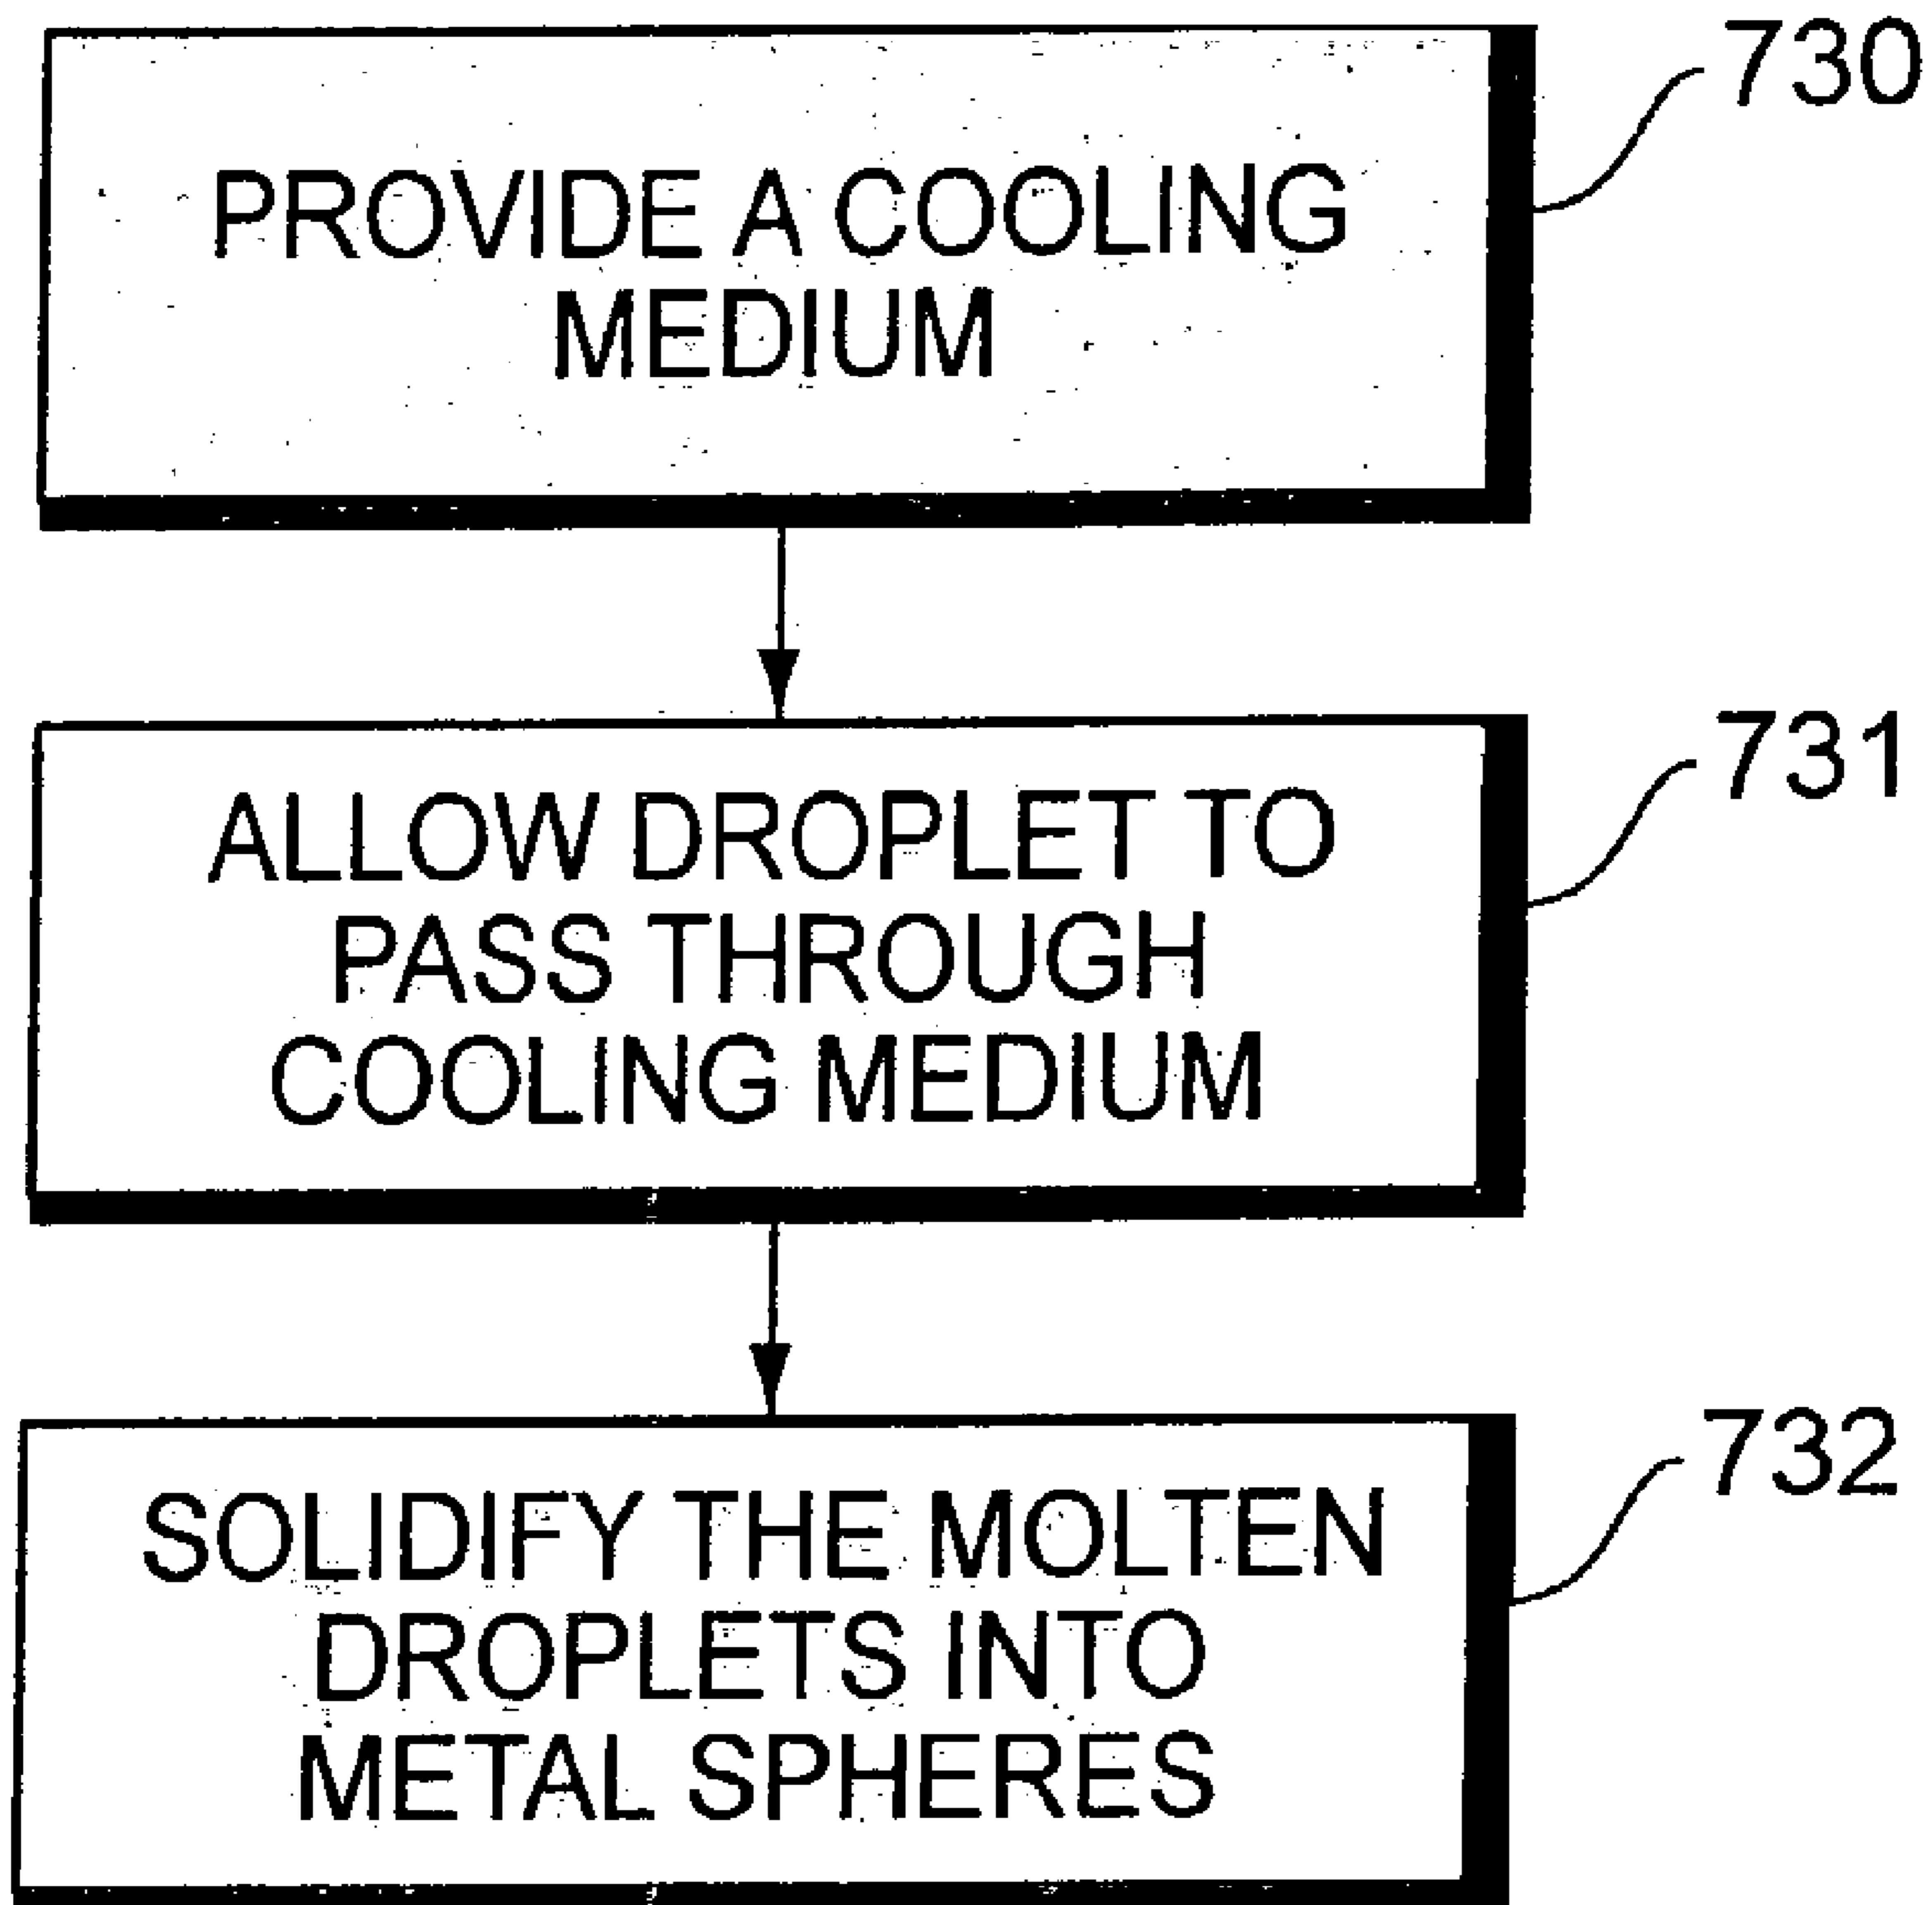 730
PROVIDE A COOLING
MEDIUM
731
ALLOW DROPLET TO
PASS THROUGH
COOLING MEDIUM
732
SOLIDIFY THE MOLTEN
DROPLETS INTO
METAL SPHERES